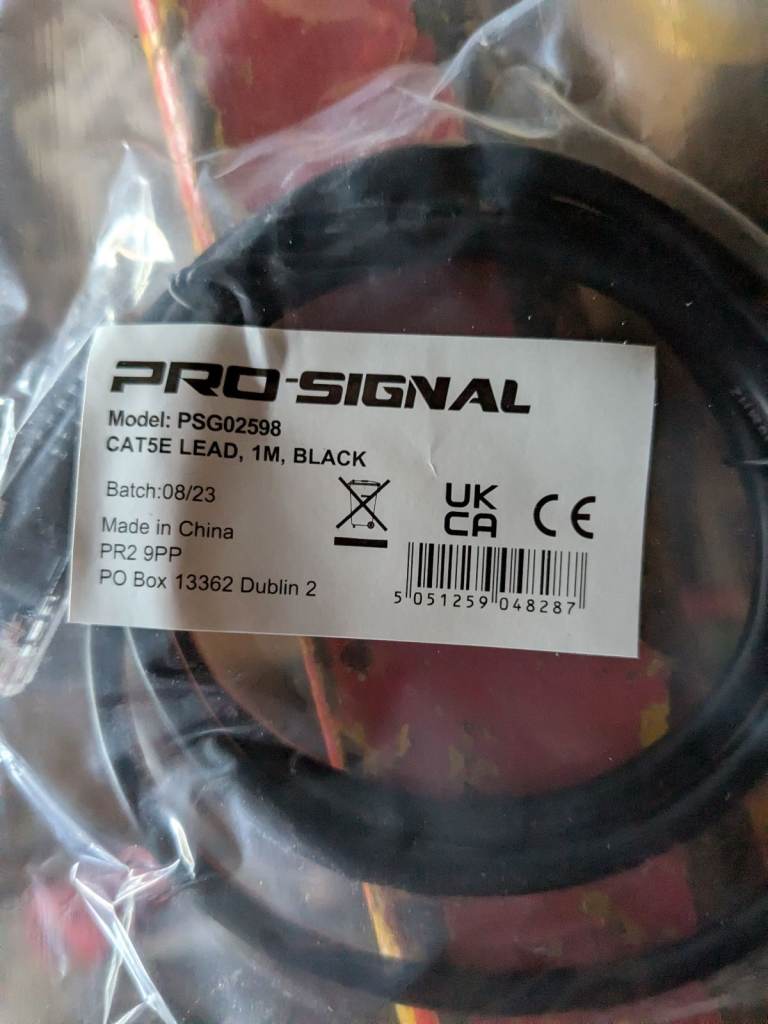 PRO-SIGNAL
Model: PSG02598
CAT5E LEAD, 1M, BLACK
Batch:08/23
Made in China
PR2 9PP
PO Box 13362 Dublin 2
UK
CA
CE
5 051259 048287